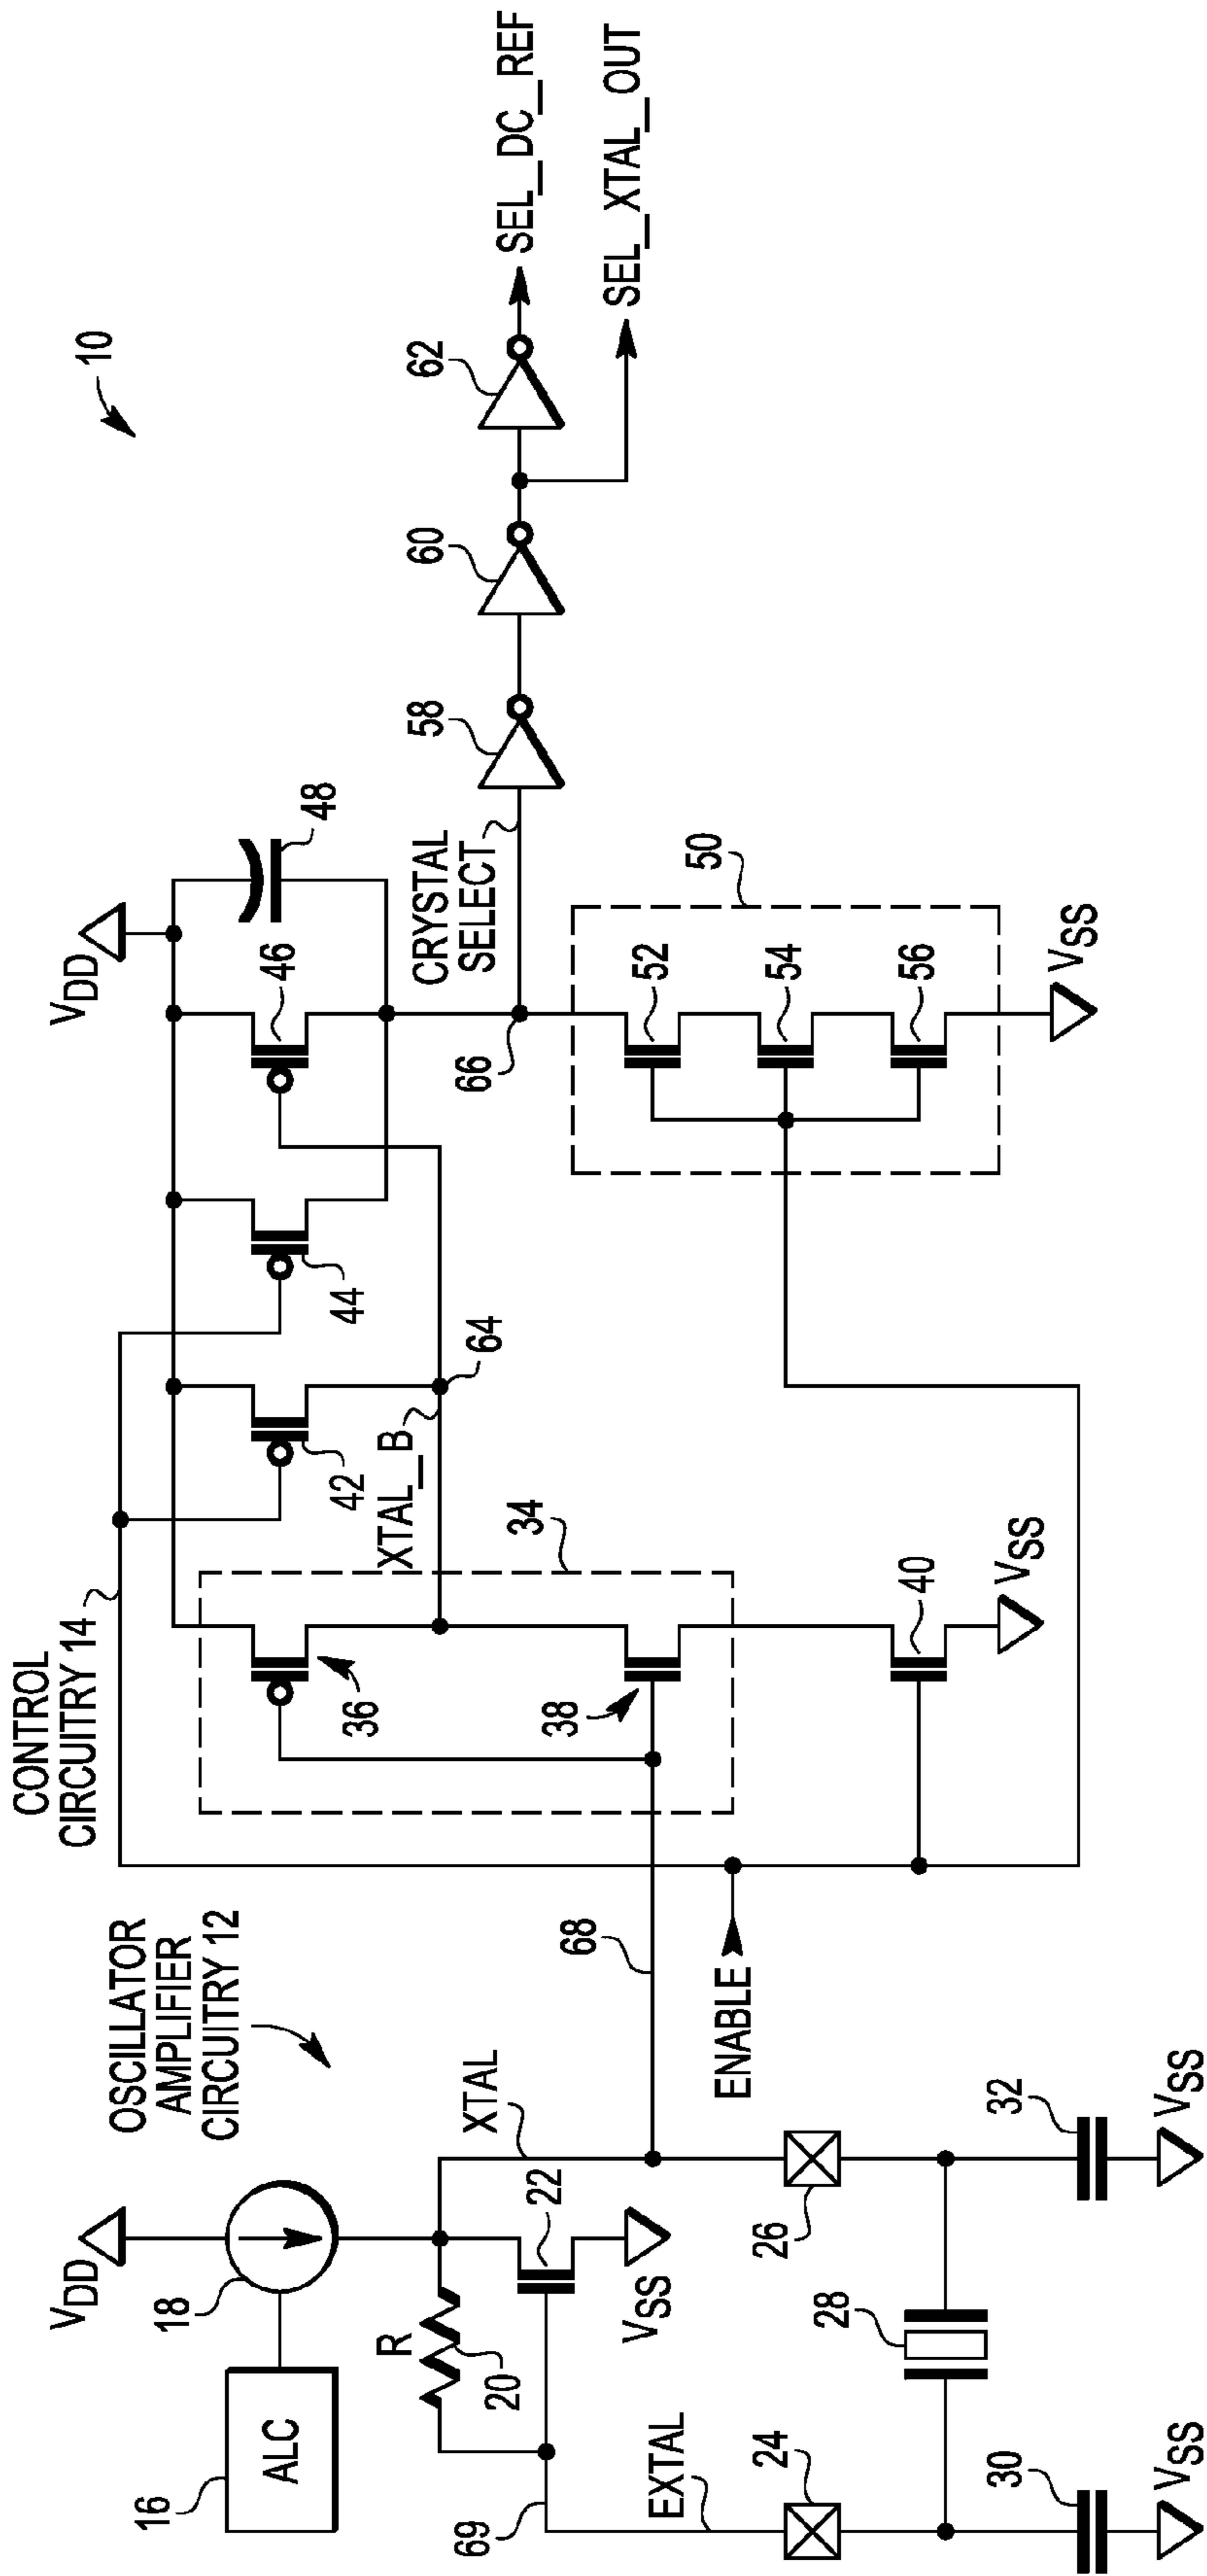 10
OSCILLATOR
AMPLIFIER
CIRCUITRY 12
CONTROL
CIRCUITRY 14
VDD
16
ALC
18
R
20
22
VSS
XTAL
69
EXTAL
24
26
28
30
VSS
32
VSS
68
ENABLE
34
36
38
40
VSS
XTAL_B
64
42
44
46
VDD
48
66
CRYSTAL
SELECT
50
52
54
56
VSS
58
60
62
SEL_DC_REF
SEL_XTAL_OUT